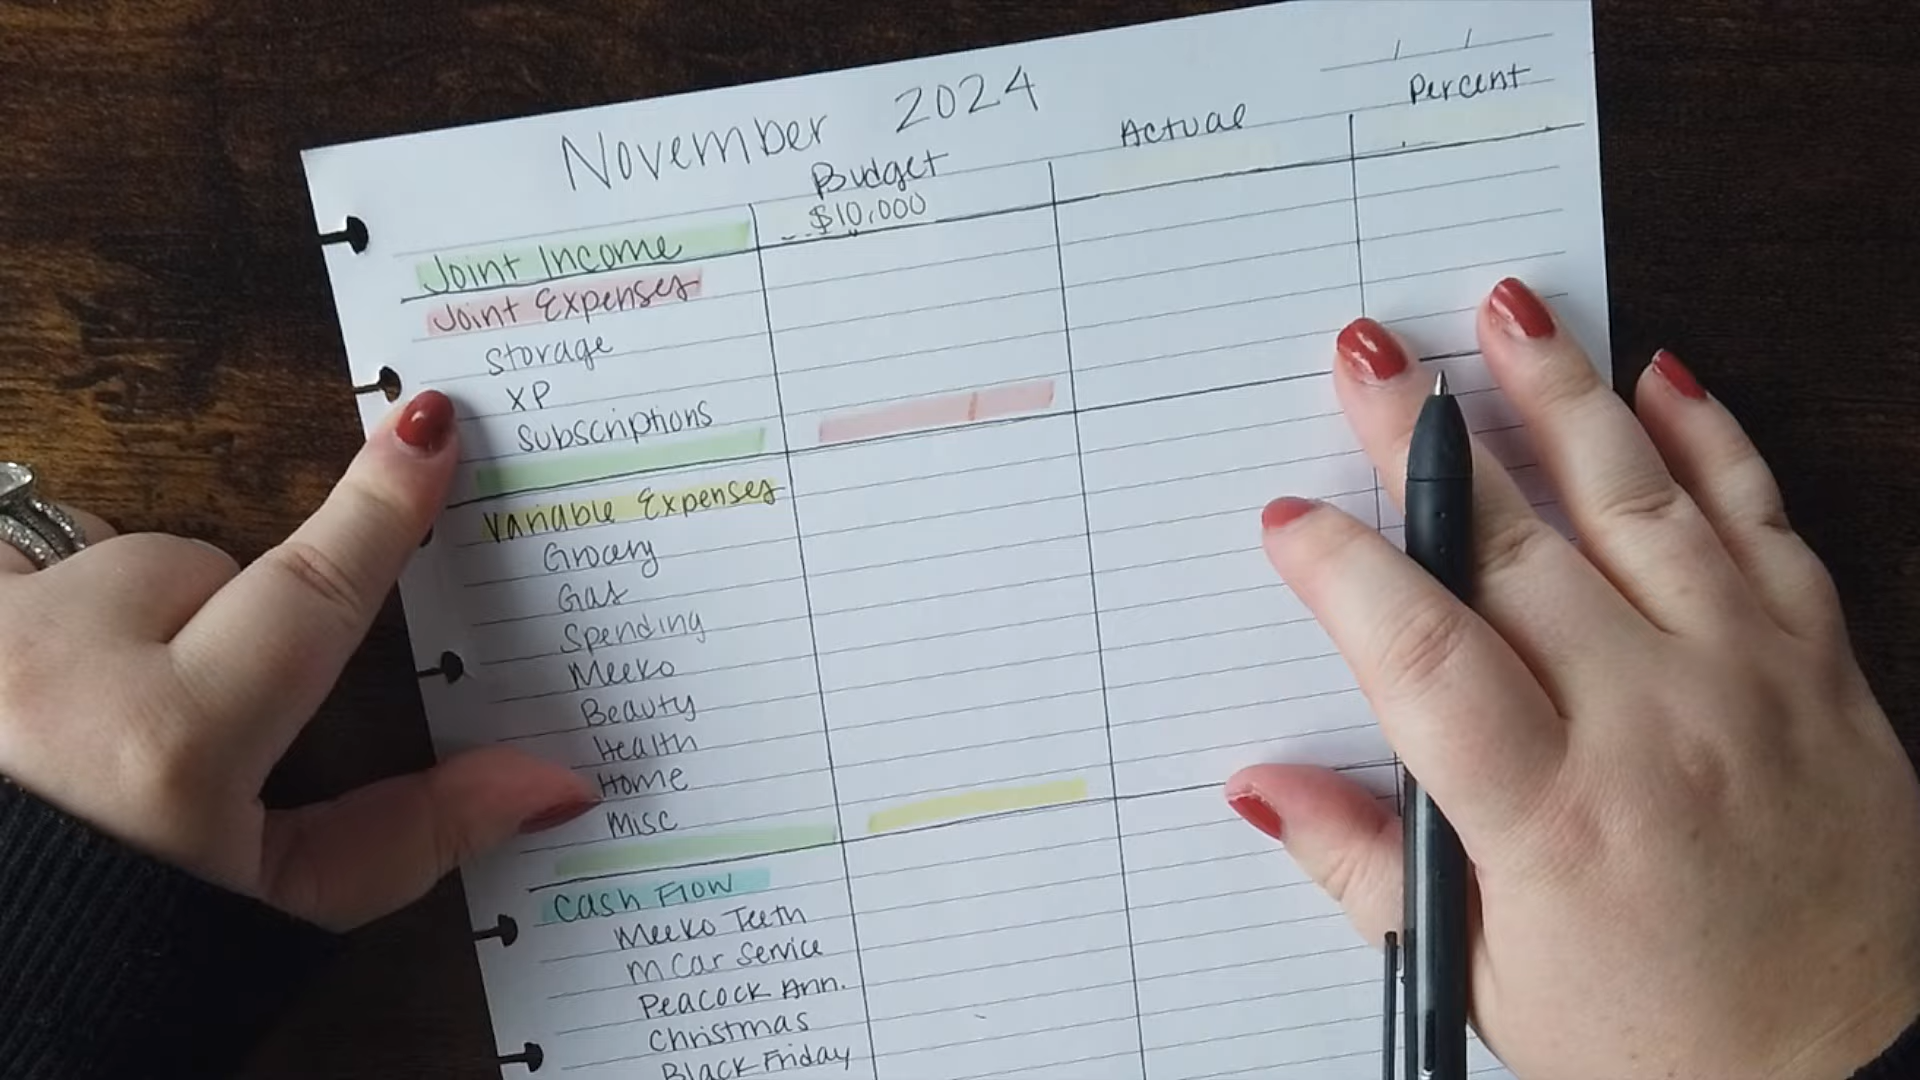 November 2024
Budget Actual Percent
Joint Income $10,000
Joint Expenses
Storage
XP
Subscriptions
Variable Expenses
Grocery
Gas
Spending
Meeko
Beauty
Health
Home
Misc
Cash Flow
Meeko Teeth
M Car Service
Peacock Ann.
Christmas
Black Friday